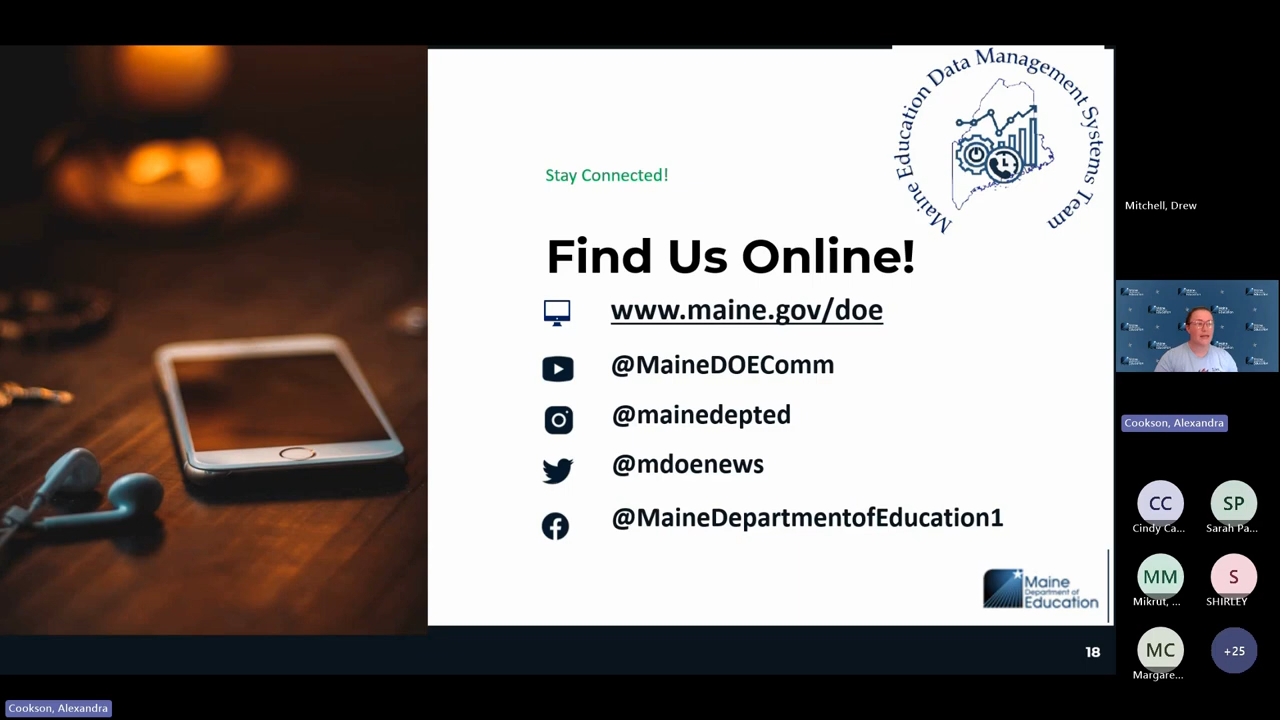 Maine Education Data Management Systems Team
Stay Connected!
Find Us Online!
www.maine.gov/doe
@MaineDOEComm
@mainedepted
@mdoenews
@MaineDepartmentofEducation1
Maine
Department of
Education
18
Mitchell, Drew
Cookson, Alexandra
CC
SP
Cindy Ca...
Sarah Pa...
MM
S
Mikrut, ...
SHIRLEY
MC
+25
Margare...
Cookson, Alexandra